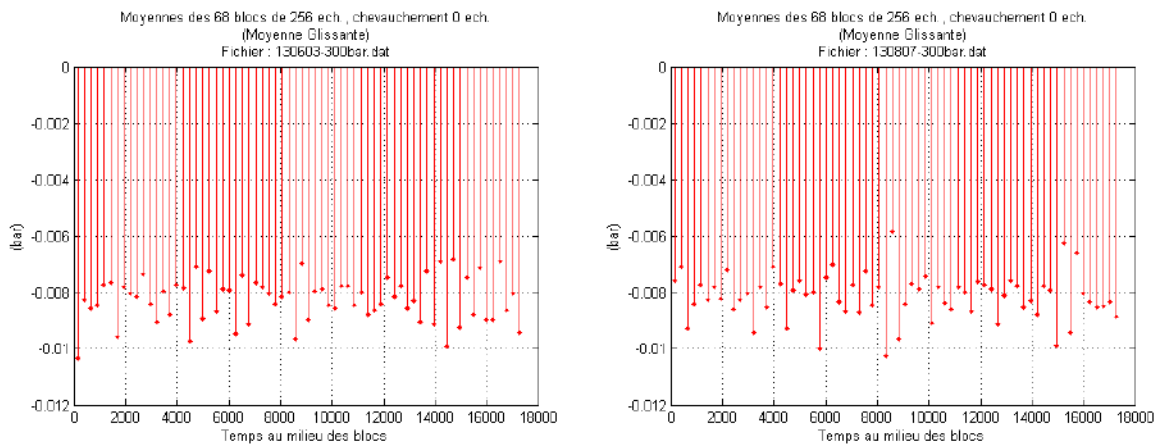 Moyennes des 68 blocs de 256 ech. , chevauchement 0 ech.
(Moyenne Glissante)
Fichier : 130603-300bar.dat
0
-0.002
-0.004
-0.006
-0.008
-0.01
-0.012
(bar)
0 2000 4000 6000 8000 10000 12000 14000 16000 18000
Temps au milieu des blocs
Moyennes des 68 blocs de 256 ech. , chevauchement 0 ech.
(Moyenne Glissante)
Fichier : 130807-300bar.dat
0
-0.002
-0.004
-0.006
-0.008
-0.01
-0.012
(bar)
0 2000 4000 6000 8000 10000 12000 14000 16000 18000
Temps au milieu des blocs